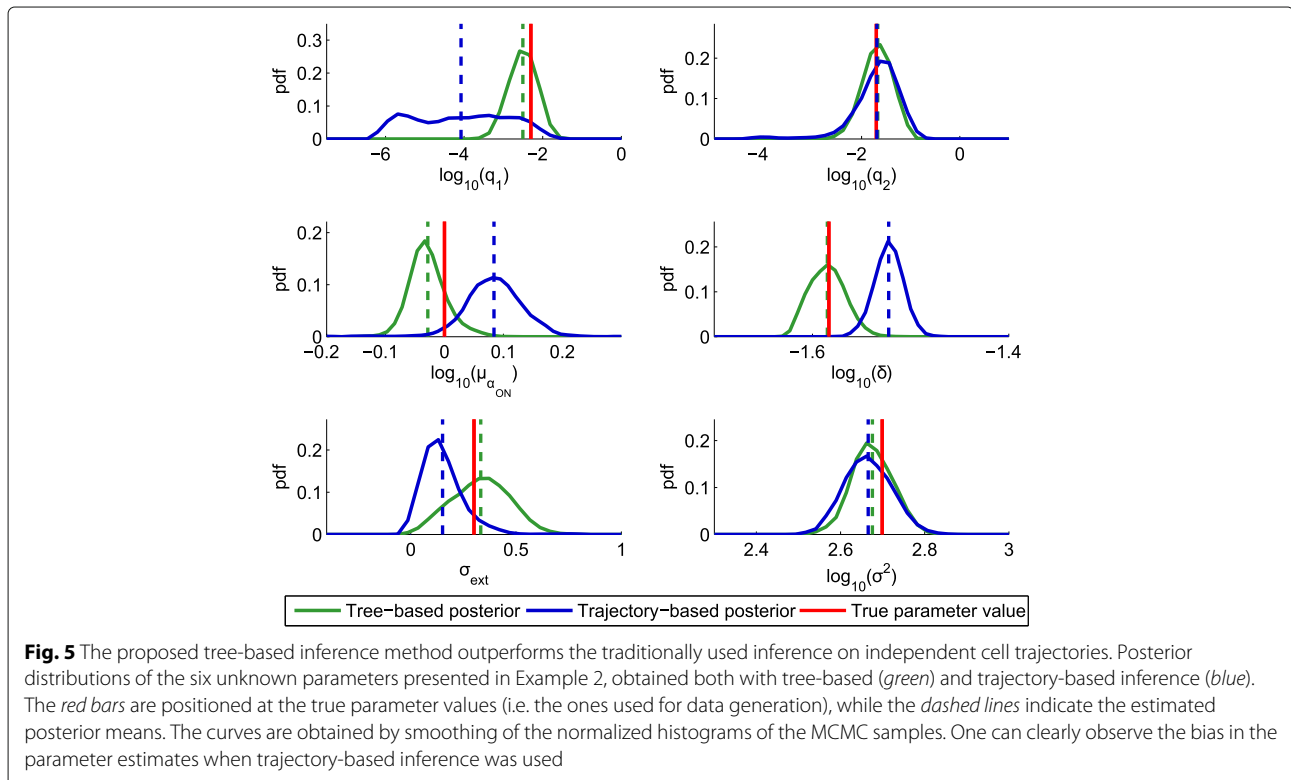 pdf
0.3
0.2
0.1
0
−6 −4 −2 0
log10(q1)
pdf
0.2
0.1
0
−4 −2 0
log10(q2)
pdf
0.2
0.1
0
−0.2 −0.1 0 0.1 0.2
log10(μαON)
pdf
0.2
0.1
0
−1.6 −1.4
log10(δ)
pdf
0.2
0.1
0
0 0.5 1
σext
pdf
0.2
0.1
0
2.4 2.6 2.8 3
log10(σ²)
Tree-based posterior Trajectory-based posterior True parameter value
Fig. 5 The proposed tree-based inference method outperforms the traditionally used inference on independent cell trajectories. Posterior
distributions of the six unknown parameters presented in Example 2, obtained both with tree-based (green) and trajectory-based inference (blue).
The red bars are positioned at the true parameter values (i.e. the ones used for data generation), while the dashed lines indicate the estimated
posterior means. The curves are obtained by smoothing of the normalized histograms of the MCMC samples. One can clearly observe the bias in the
parameter estimates when trajectory-based inference was used